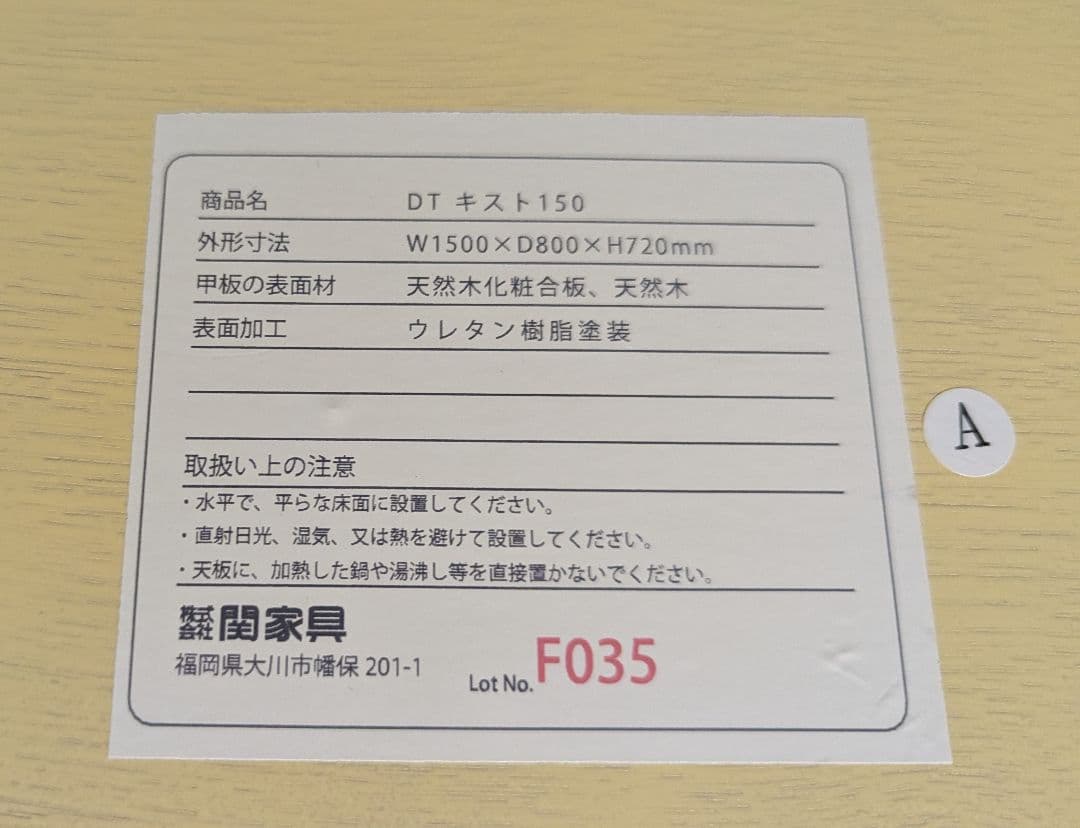 商品名 DT キスト150
外形寸法 W1500×D800×H720mm
甲板の表面材 天然木化粧合板、天然木
表面加工 ウレタン樹脂塗装
取扱い上の注意
・水平で、平らな床面に設置してください。
・直射日光、湿気、又は熱を避けて設置してください。
・天板に、加熱した鍋や湯沸し等を直接置かないでください。
株式会社 関家具
福岡県大川市幡保 201-1
Lot No. F035
A